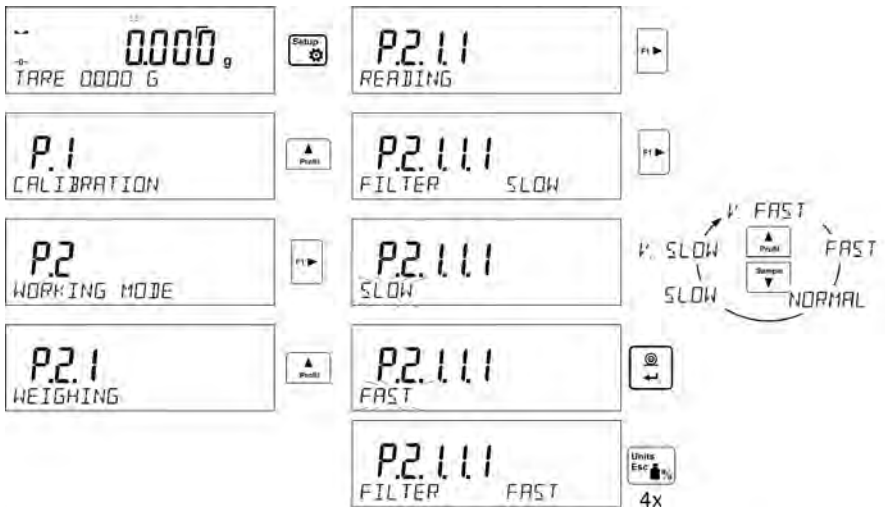 0.000 g
TARE 0.000 G
Setup
P.1
CALIBRATION
Profil
P.2
WORKING MODE
F1
P.2.1
WEIGHING
Profil
P.2.1.1
READING
F1
P.2.1.1.1
FILTER SLOW
F1
P.2.1.1.1
SLOW
V. FAST
FAST
NORMAL
SLOW
V. SLOW
Profil
Sample
P.2.1.1.1
FAST
P.2.1.1.1
FILTER FAST
Units
Esc %
4x